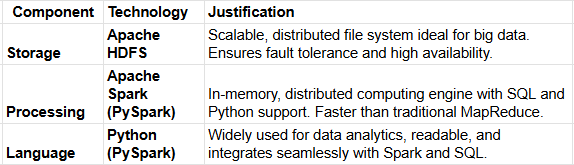 Component Technology Justification
Apache Scalable, distributed file system ideal for big data.
Storage HDFS Ensures fault tolerance and high availability.
Apache
Spark In-memory, distributed computing engine with SQL and
Processing (PySpark) Python support. Faster than traditional MapReduce.
Python Widely used for data analytics, readable, and
Language (PySpark) integrates seamlessly with Spark and SQL.